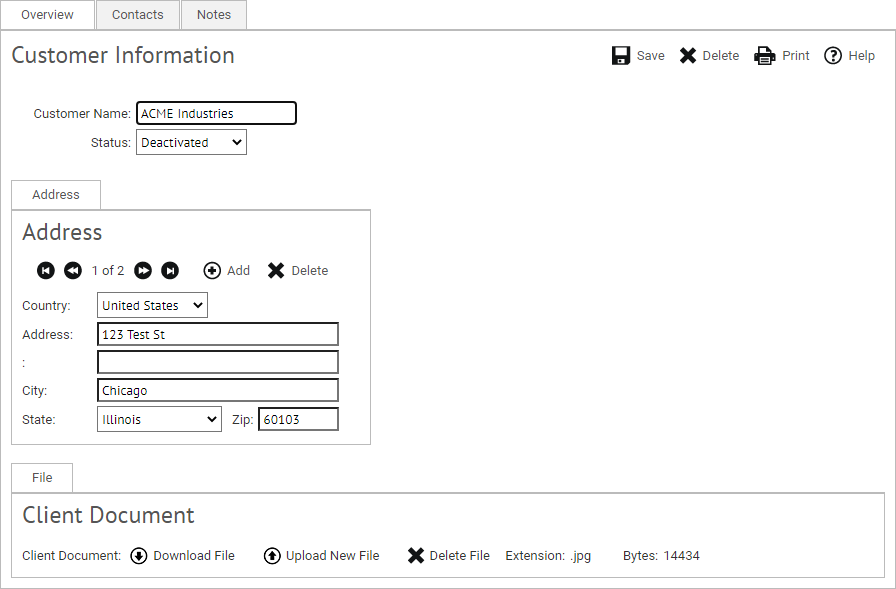 Overview Contacts Notes
Customer Information Save Delete Print Help
Customer Name: ACME Industries
Status: Deactivated
Address
Address
1 of 2 Add Delete
Country: United States
Address: 123 Test St
:
City: Chicago
State: Illinois Zip: 60103
File
Client Document
Client Document: Download File Upload New File Delete File Extension: .jpg Bytes: 14434